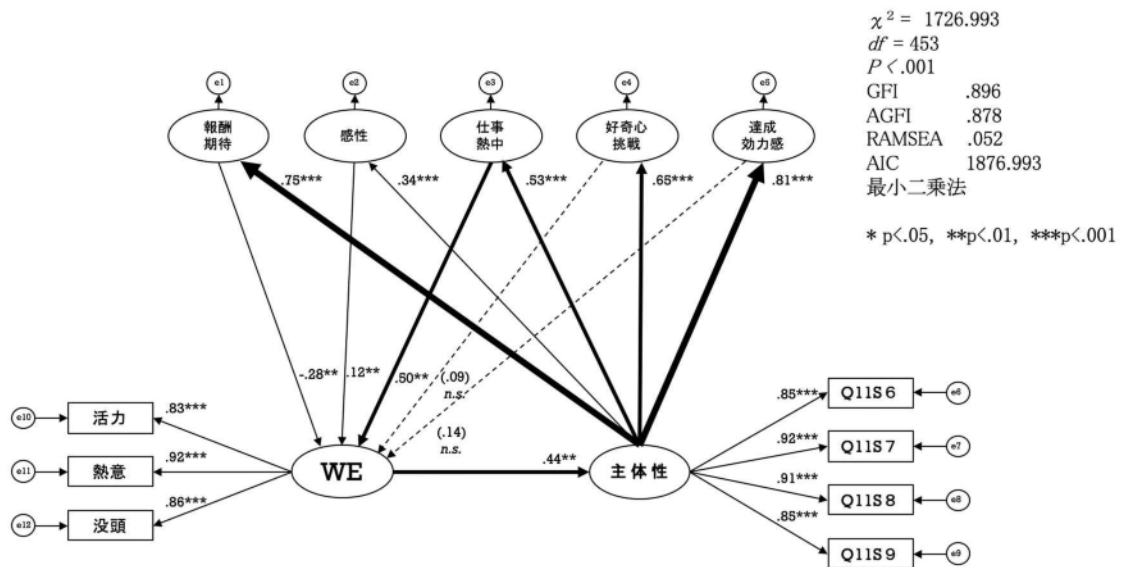 χ² = 1726.993
df = 453
P < .001
GFI .896
AGFI .878
RAMSEA .052
AIC 1876.993
最小二乗法
* p<.05, **p<.01, ***p<.001
e1
e2
e3
e4
e5
報酬
期待
感性
仕事
熱中
好奇心
挑戦
達成
効力感
.75***
.34***
.53***
.65***
.81***
-.28**
.12**
.50**
(.09)
n.s.
(.14)
n.s.
.44**
e10
活力
.83***
e11
熱意
.92***
e12
没頭
.86***
WE
主体性
.85***
Q11S6
e6
.92***
Q11S7
e7
.91***
Q11S8
e8
.85***
Q11S9
e9